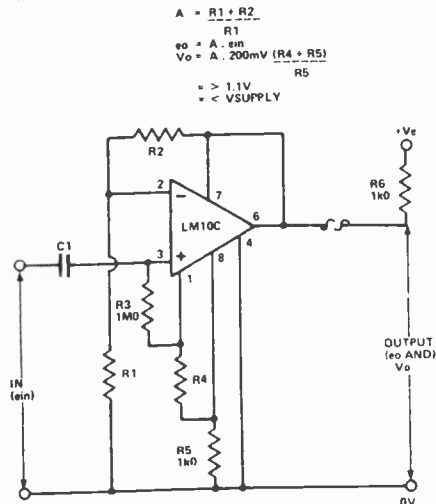 A = R1 + R2
R1
eo = A . ein
Vo = A . 200mV (R4 + R5)
R5
= > 1.1V
= < VSUPPLY
R2
+Ve
R6
1k0
2
7
-
LM10C
6
4
C1
3
+
8
1
R3
1M0
OUTPUT
(eo AND)
Vo
IN
(ein)
R1
R4
R5
1k0
0V